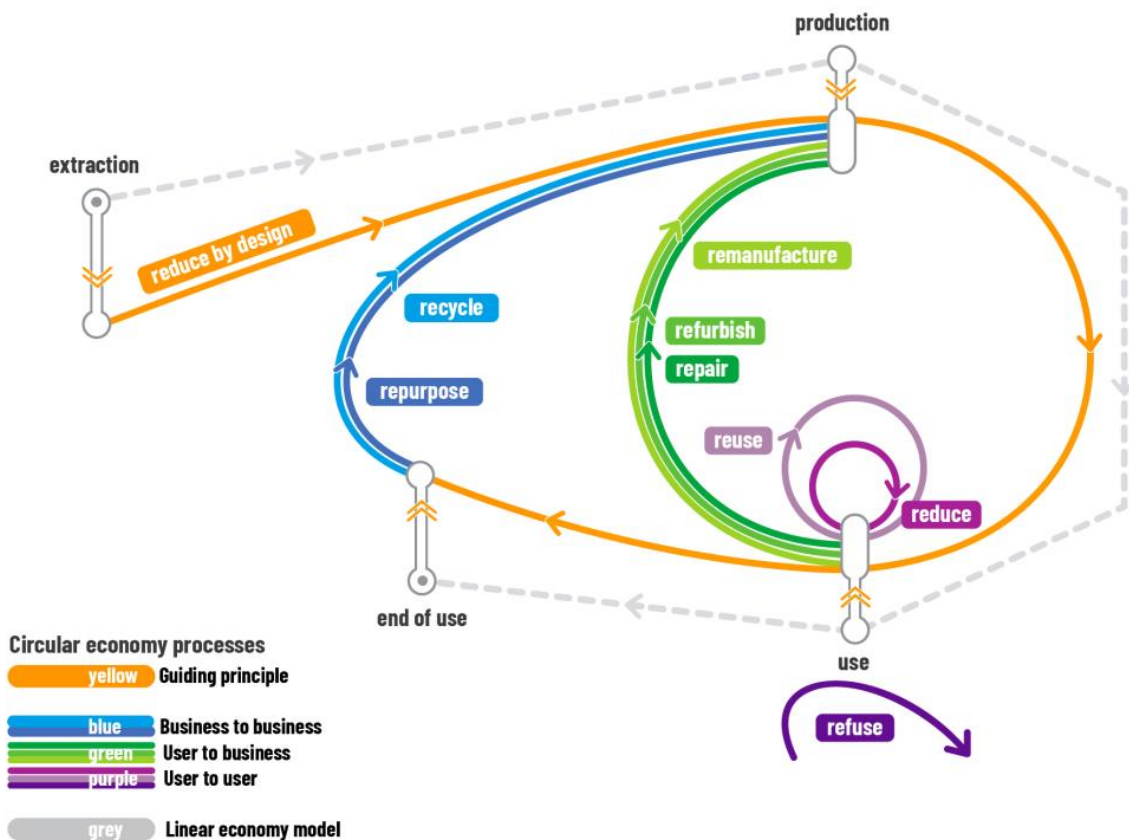 production
extraction
reduce by design
remanufacture
recycle
refurbish
repair
repurpose
reuse
reduce
end of use
use
refuse
Circular economy processes
yellow Guiding principle
blue Business to business
green User to business
purple User to user
grey Linear economy model